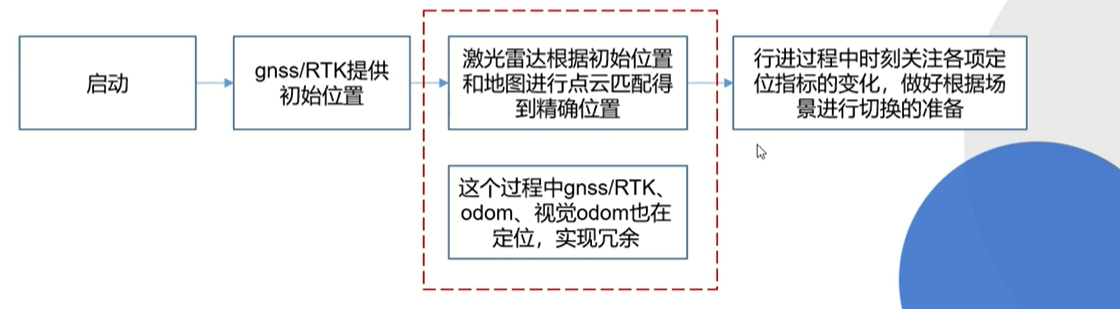 启动
gnss/RTK提供
初始位置
激光雷达根据初始位置
和地图进行点云匹配得
到精确位置
行进过程中时刻关注各项定
位指标的变化，做好根据场
景进行切换的准备
这个过程中gnss/RTK、
odom、视觉odom也在
定位，实现冗余